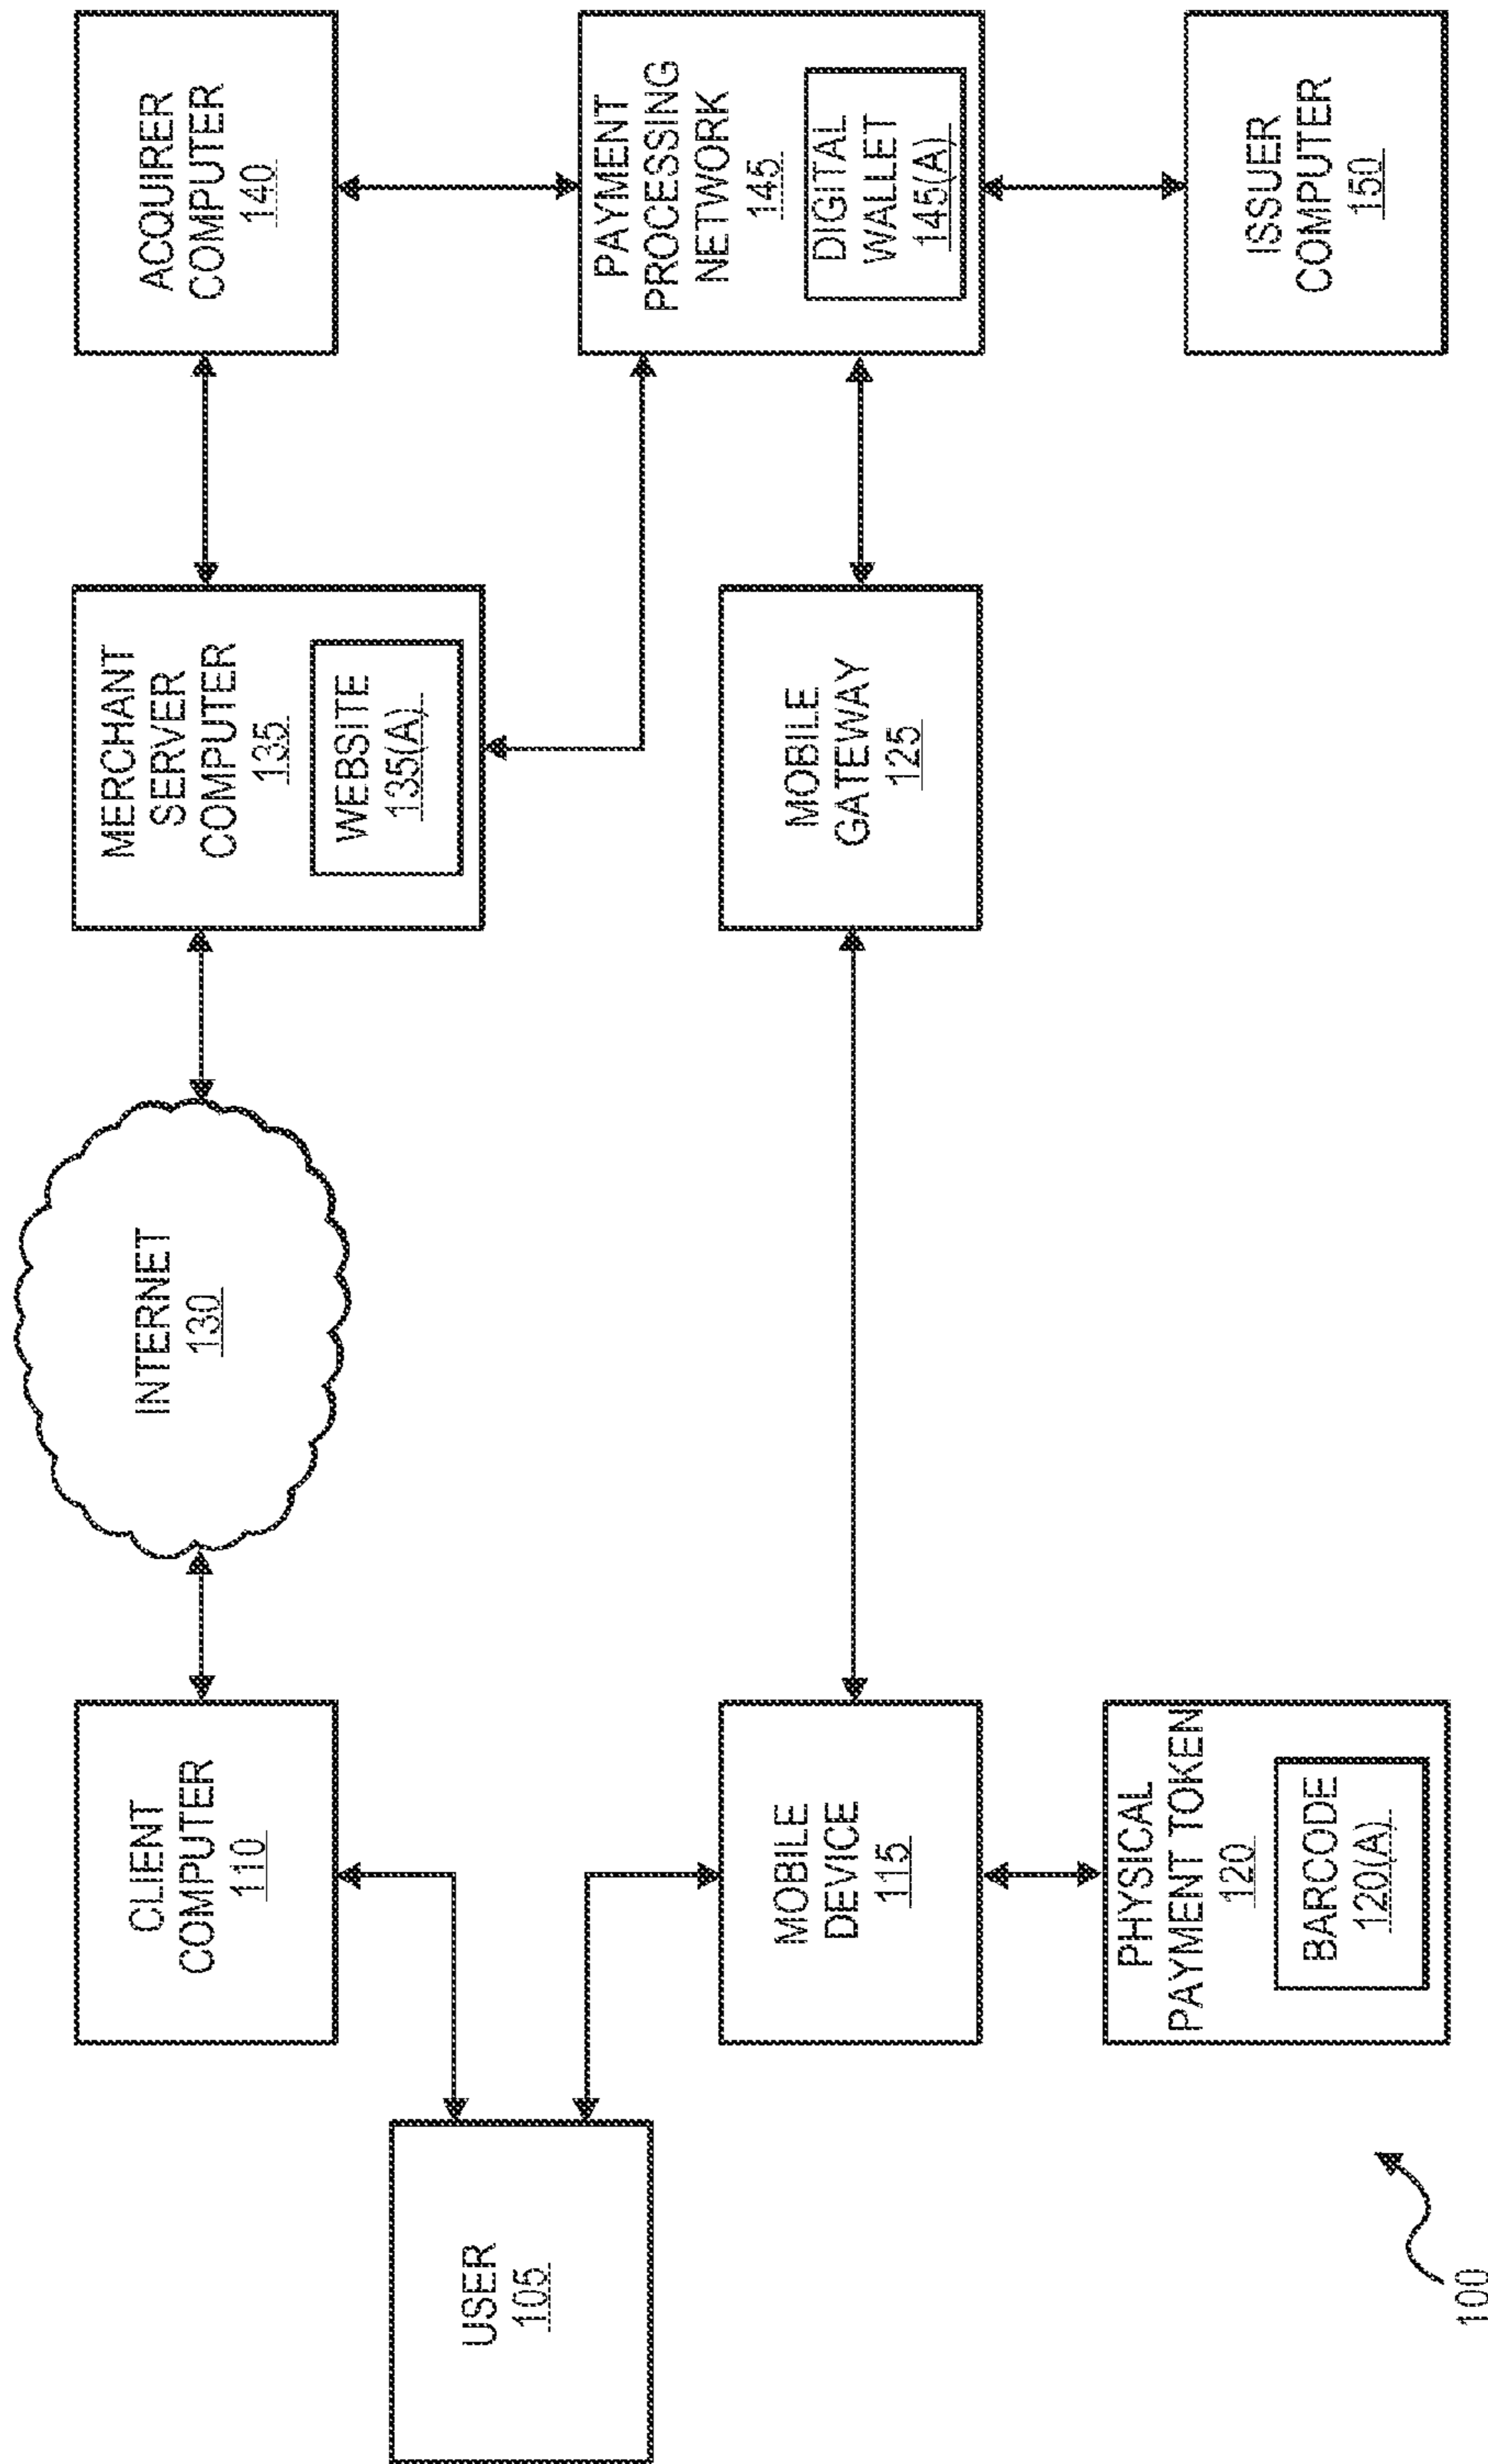 USER
105
CLIENT
COMPUTER
110
INTERNET
130
MERCHANT
SERVER
COMPUTER
135
WEBSITE
135(A)
ACQUIRER
COMPUTER
140
MOBILE
DEVICE
115
MOBILE
GATEWAY
125
PAYMENT
PROCESSING
NETWORK
145
DIGITAL
WALLET
145(A)
PHYSICAL
PAYMENT TOKEN
120
BARCODE
120(A)
ISSUER
COMPUTER
150
100